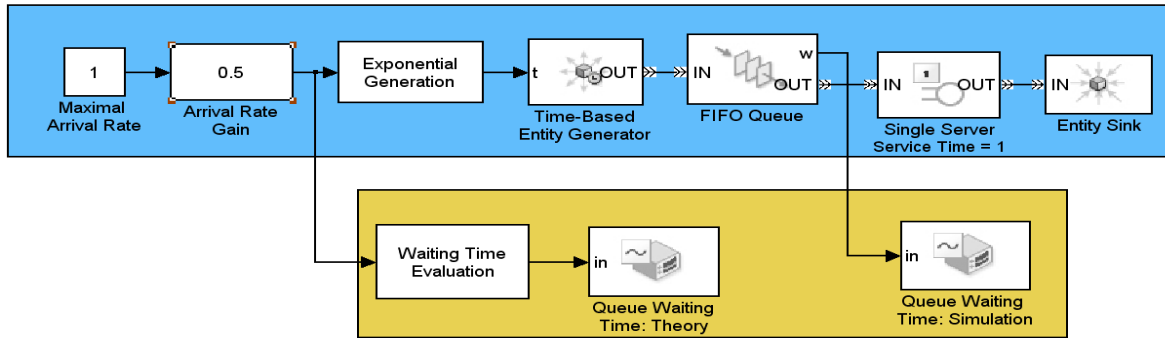 1
Maximal
Arrival Rate
0.5
Arrival Rate
Gain
Exponential
Generation
t
OUT
Time-Based
Entity Generator
IN
w
OUT
FIFO Queue
IN
1
OUT
Single Server
Service Time = 1
IN
Entity Sink
Waiting Time
Evaluation
in
Queue Waiting
Time: Theory
in
Queue Waiting
Time: Simulation